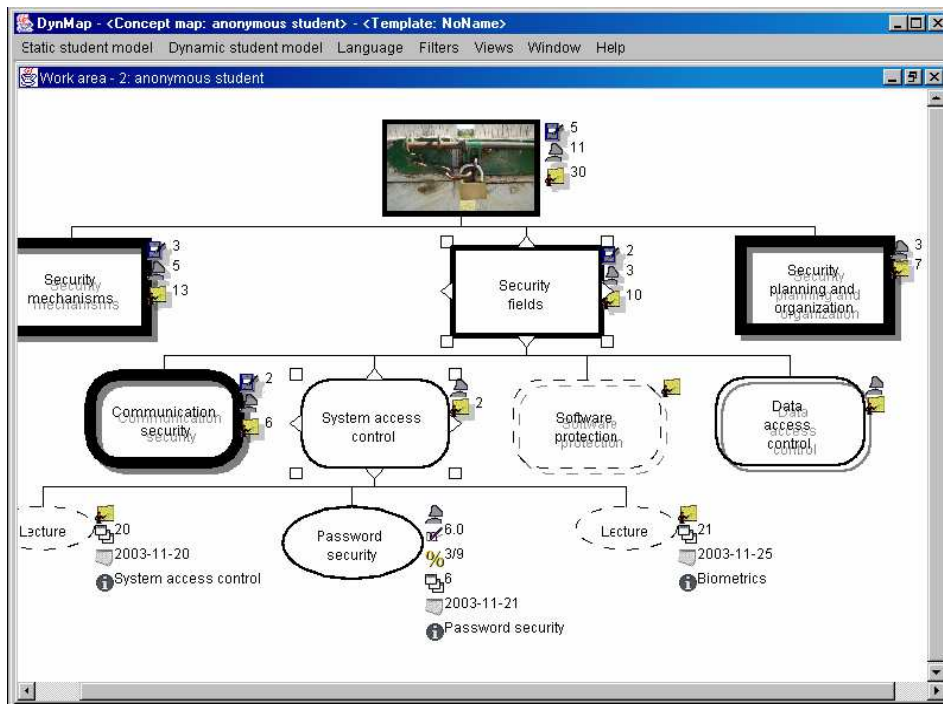 DynMap - <Concept map: anonymous student> - <Template: NoName>
Static student model Dynamic student model Language Filters Views Window Help
Work area - 2: anonymous student
5
11
30
3
5
13
Security
mechanisms
2
3
10
Security
fields
3
7
Security
planning and
organization
2
6
Communication
security
2
System access
control
Software
protection
Data
access
control
Lecture
20
2003-11-20
System access control
Password
security
6.0
% 3/9
6
2003-11-21
Password security
Lecture
21
2003-11-25
Biometrics